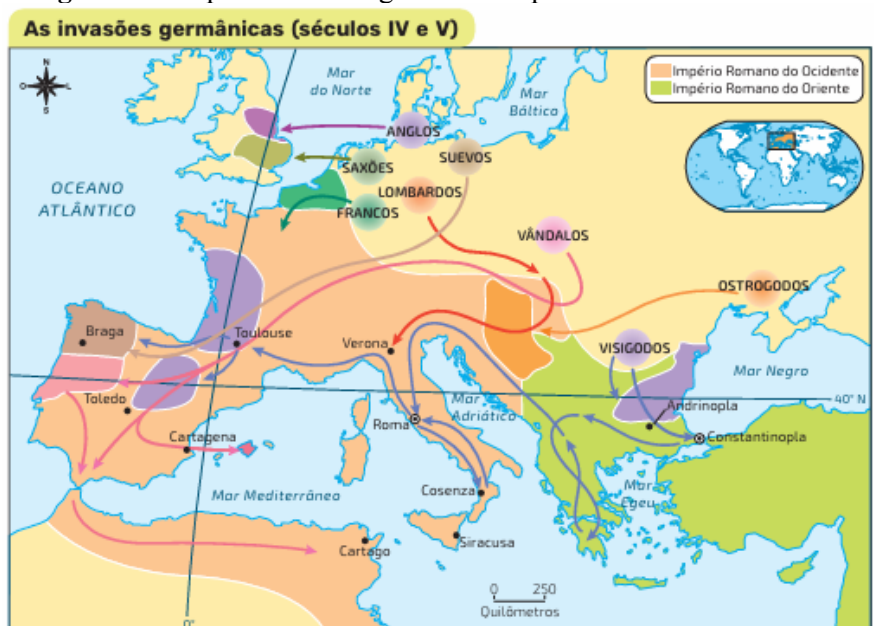 As invasões germânicas (séculos IV e V)
N
O
L
S
Mar
do Norte
Mar
Báltico
Império Romano do Ocidente
Império Romano do Oriente
ANGLOS
SAXÕES
SUEVOS
OCEANO
ATLÂNTICO
LOMBARDOS
FRANCOS
VÂNDALOS
OSTROGODOS
Braga
Toulouse
Verona
VISIGODOS
Mar Negro
Toledo
Mar
Adriático
Andrinopla
40° N
Roma
Cartagena
Constantinopla
Mar Mediterrâneo
Cosenza
Mar
Egeu
Cartago
Siracusa
0 250
Quilômetros
0°